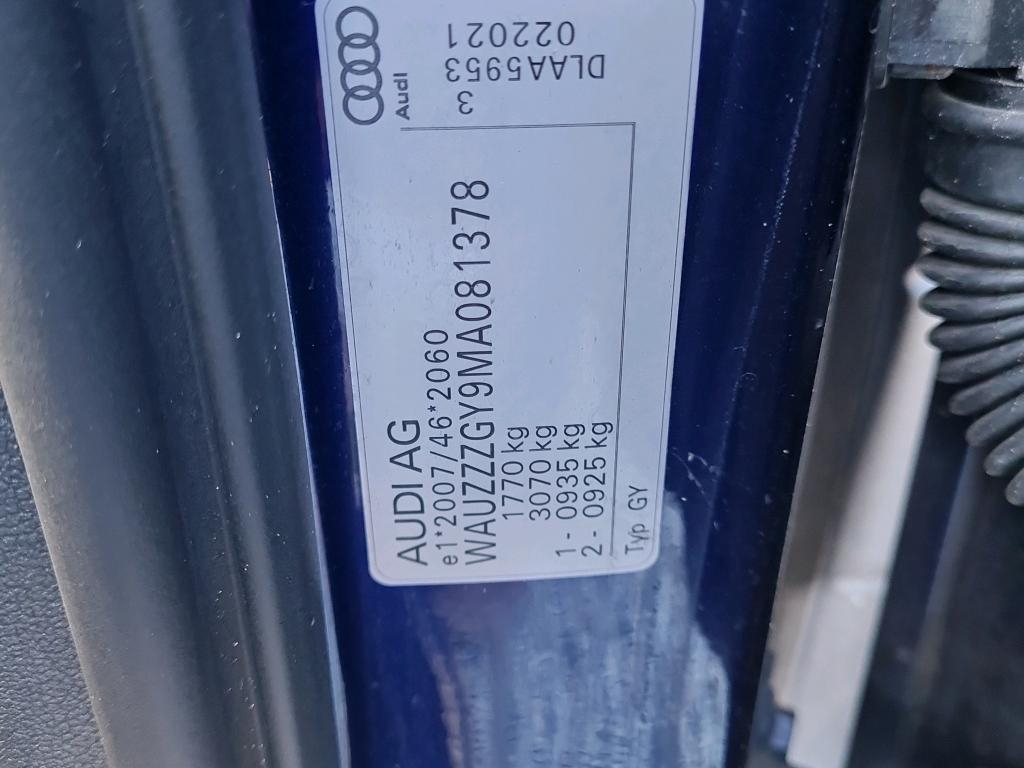 Audi
3
DLAA5953
022021
AUDI AG
e1*2007/46*2060
WAUZZZGY9MA081378
1770 kg
3070 kg
1 - 0935 kg
2 - 0925 kg
Typ GY